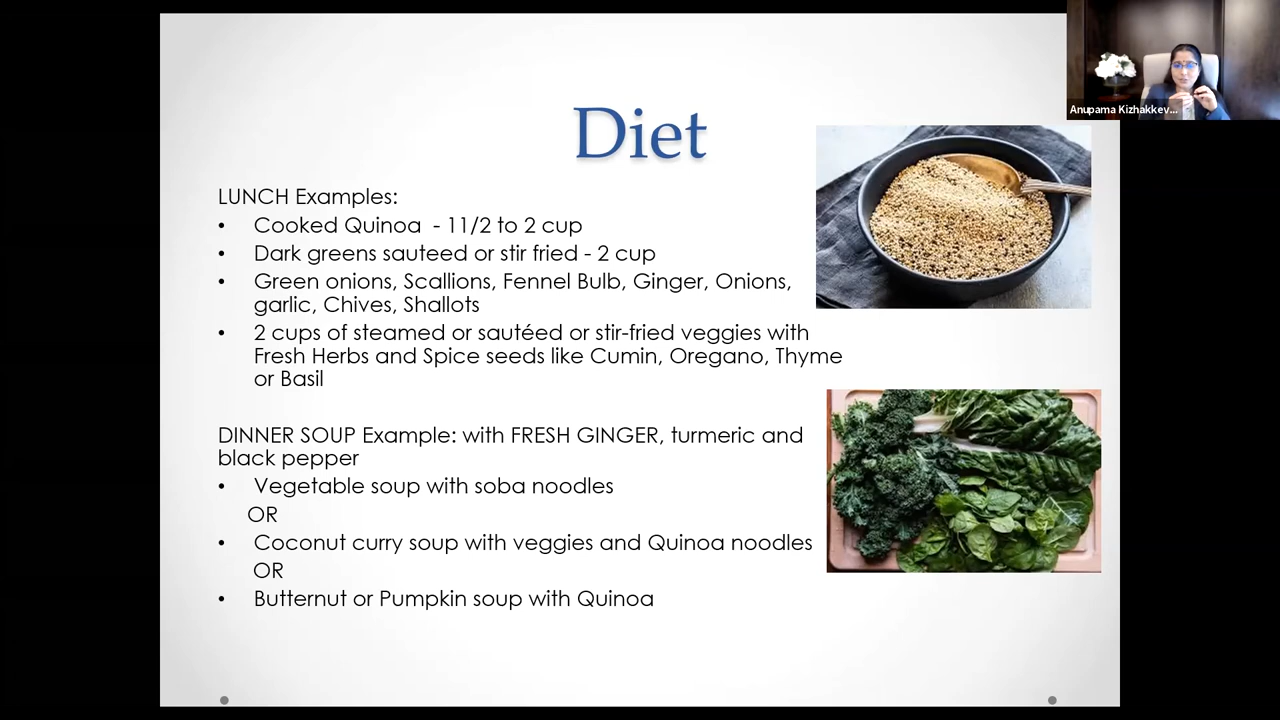 Anupama Kizhakkev...
Diet
LUNCH Examples:
• Cooked Quinoa - 11/2 to 2 cup
• Dark greens sauteed or stir fried - 2 cup
• Green onions, Scallions, Fennel Bulb, Ginger, Onions,
garlic, Chives, Shallots
• 2 cups of steamed or sautéed or stir-fried veggies with
Fresh Herbs and Spice seeds like Cumin, Oregano, Thyme
or Basil
DINNER SOUP Example: with FRESH GINGER, turmeric and
black pepper
• Vegetable soup with soba noodles
OR
• Coconut curry soup with veggies and Quinoa noodles
OR
• Butternut or Pumpkin soup with Quinoa